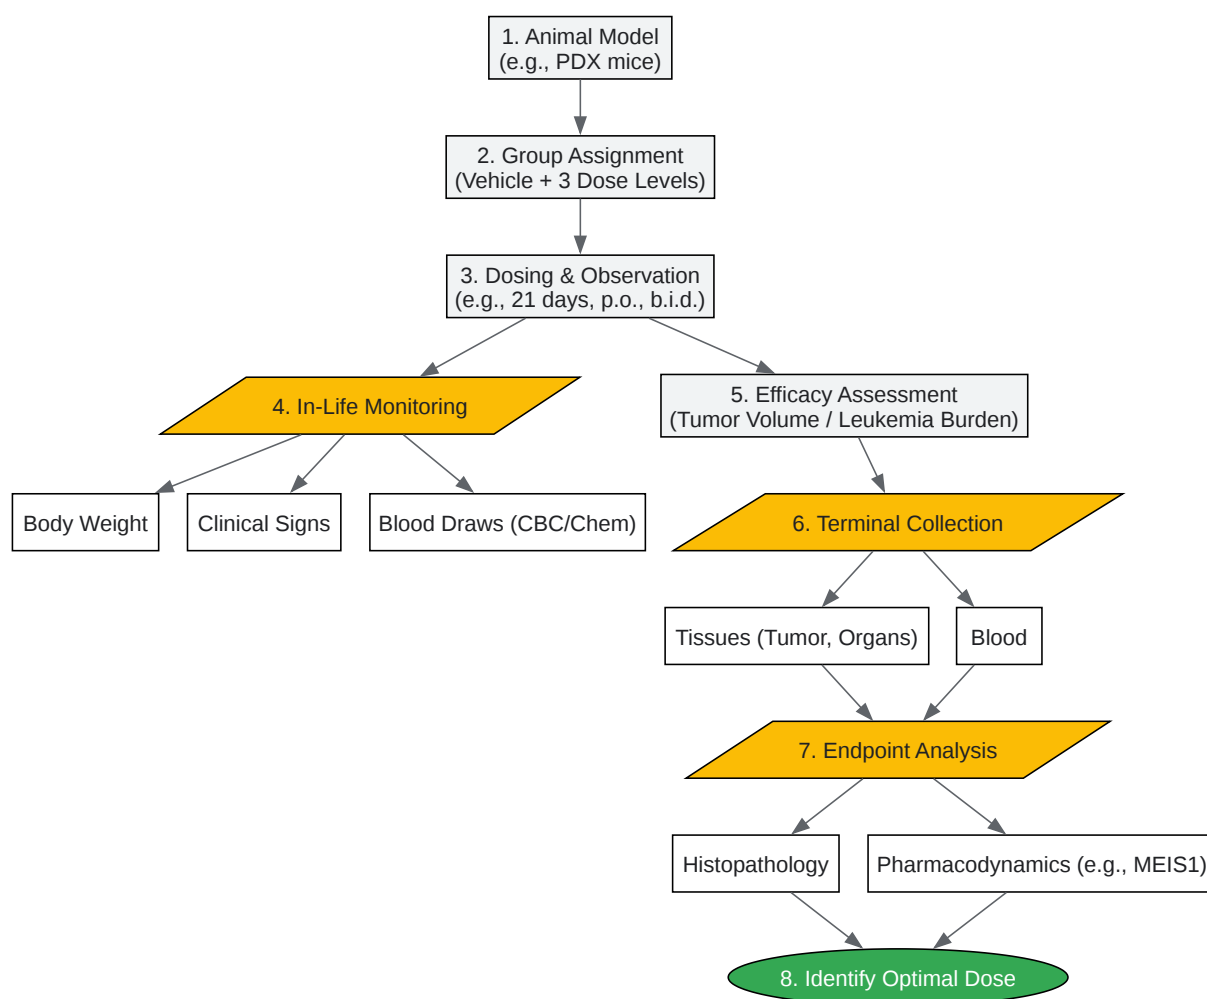 1. Animal Model
(e.g., PDX mice)
2. Group Assignment
(Vehicle + 3 Dose Levels)
3. Dosing & Observation
(e.g., 21 days, p.o., b.i.d.)
4. In-Life Monitoring
5. Efficacy Assessment
(Tumor Volume / Leukemia Burden)
Body Weight
Clinical Signs
Blood Draws (CBC/Chem)
6. Terminal Collection
Tissues (Tumor, Organs)
Blood
7. Endpoint Analysis
Histopathology
Pharmacodynamics (e.g., MEIS1)
8. Identify Optimal Dose